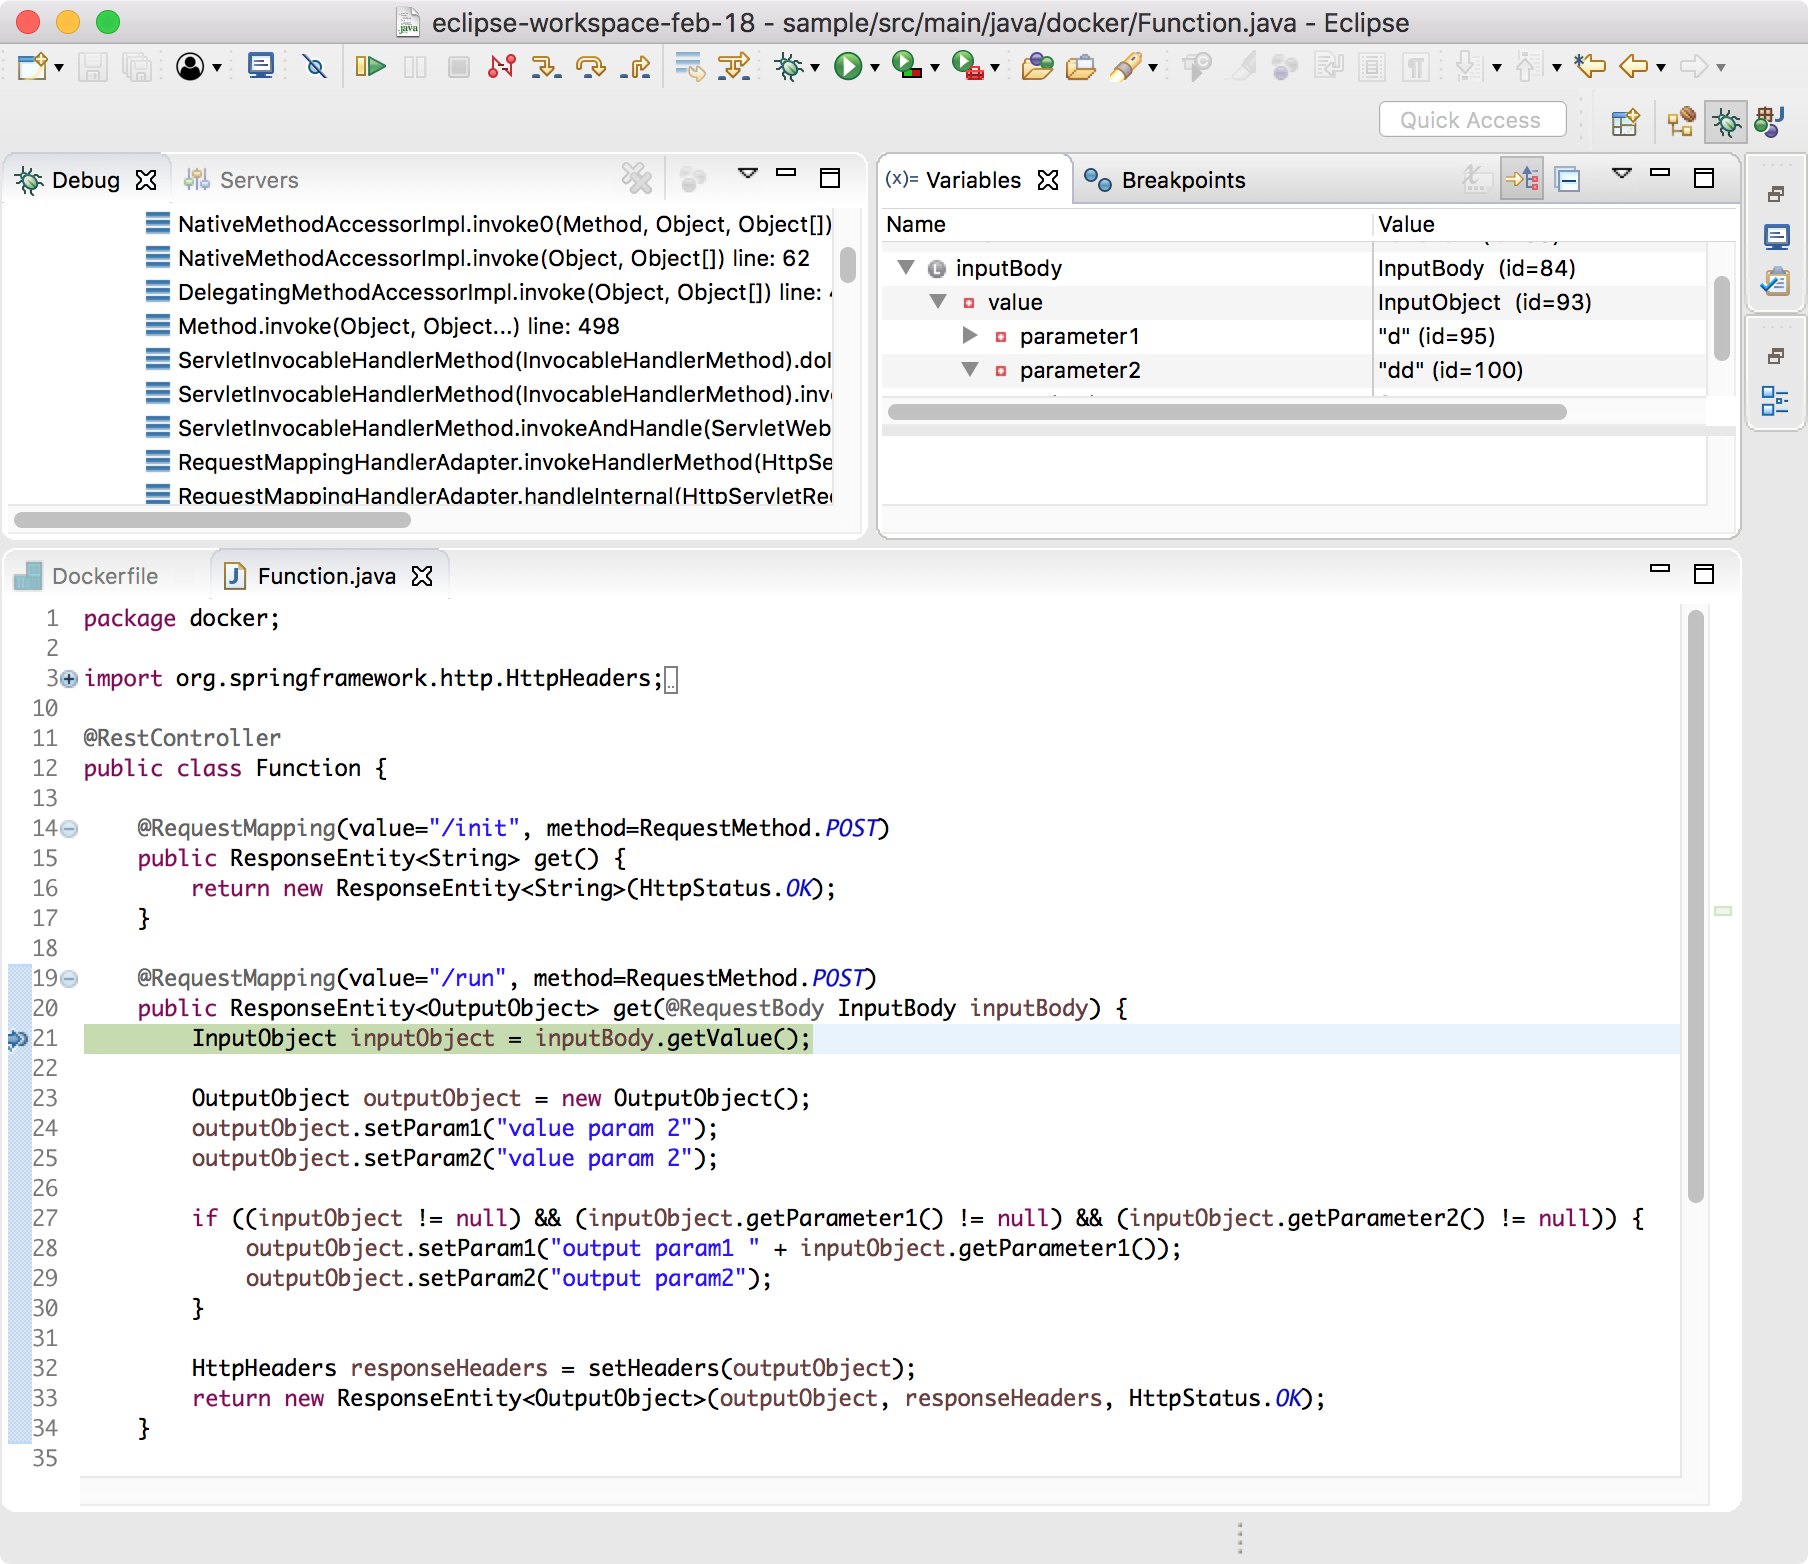 eclipse-workspace-feb-18 - sample/src/main/java/docker/Function.java - Eclipse
Quick Access
Debug
Servers
NativeMethodAccessorImpl.invoke0(Method, Object, Object[])
NativeMethodAccessorImpl.invoke(Object, Object[]) line: 62
DelegatingMethodAccessorImpl.invoke(Object, Object[]) line:
Method.invoke(Object, Object...) line: 498
ServletInvocableHandlerMethod(InvocableHandlerMethod).doI
ServletInvocableHandlerMethod(InvocableHandlerMethod).inv
ServletInvocableHandlerMethod.invokeAndHandle(ServletWeb
RequestMappingHandlerAdapter.invokeHandlerMethod(HttpSe
RequestMappingHandlerAdapter.handleInternal(HttpServletRe
(x)= Variables
Breakpoints
Name Value
inputBody InputBody (id=84)
value InputObject (id=93)
parameter1 "d" (id=95)
parameter2 "dd" (id=100)
Dockerfile
Function.java
1 package docker;
2
3 import org.springframework.http.HttpHeaders;
10
11 @RestController
12 public class Function {
13
14 @RequestMapping(value="/init", method=RequestMethod.POST)
15 public ResponseEntity<String> get() {
16 return new ResponseEntity<String>(HttpStatus.OK);
17 }
18
19 @RequestMapping(value="/run", method=RequestMethod.POST)
20 public ResponseEntity<OutputObject> get(@RequestBody InputBody inputBody) {
21 InputObject inputObject = inputBody.getValue();
22
23 OutputObject outputObject = new OutputObject();
24 outputObject.setParam1("value param 2");
25 outputObject.setParam2("value param 2");
26
27 if ((inputObject != null) && (inputObject.getParameter1() != null) && (inputObject.getParameter2() != null)) {
28 outputObject.setParam1("output param1 " + inputObject.getParameter1());
29 outputObject.setParam2("output param2");
30 }
31
32 HttpHeaders responseHeaders = setHeaders(outputObject);
33 return new ResponseEntity<OutputObject>(outputObject, responseHeaders, HttpStatus.OK);
34 }
35